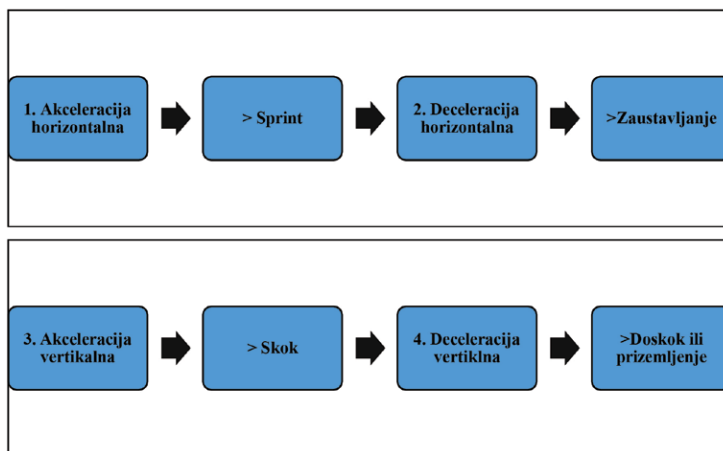 1. Akceleracija
horizontalna
> Sprint
2. Deceleracija
horizontalna
>Zaustavljanje
3. Akceleracija
vertikalna
> Skok
4. Deceleracija
vertiklna
>Doskok ili
prizemljenje